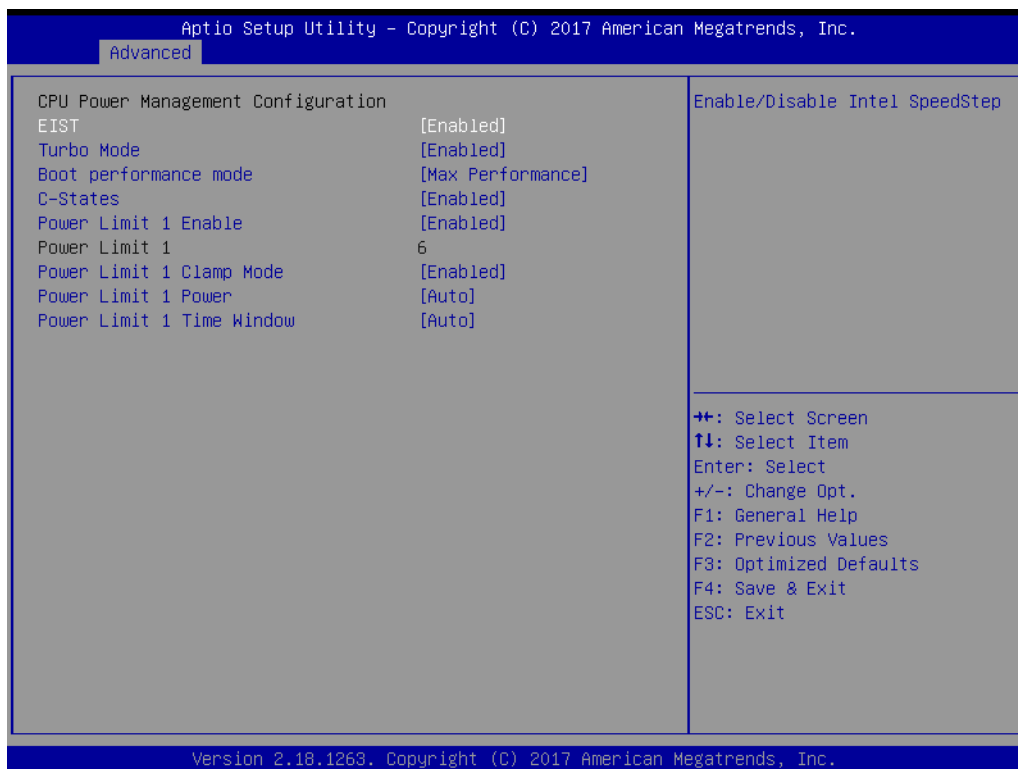 Aptio Setup Utility – Copyright (C) 2017 American Megatrends, Inc.
Advanced
CPU Power Management Configuration
EIST [Enabled]
Turbo Mode [Enabled]
Boot performance mode [Max Performance]
C-States [Enabled]
Power Limit 1 Enable [Enabled]
Power Limit 1 6
Power Limit 1 Clamp Mode [Enabled]
Power Limit 1 Power [Auto]
Power Limit 1 Time Window [Auto]
Enable/Disable Intel SpeedStep
→←: Select Screen
↑↓: Select Item
Enter: Select
+/-: Change Opt.
F1: General Help
F2: Previous Values
F3: Optimized Defaults
F4: Save & Exit
ESC: Exit
Version 2.18.1263. Copyright (C) 2017 American Megatrends, Inc.